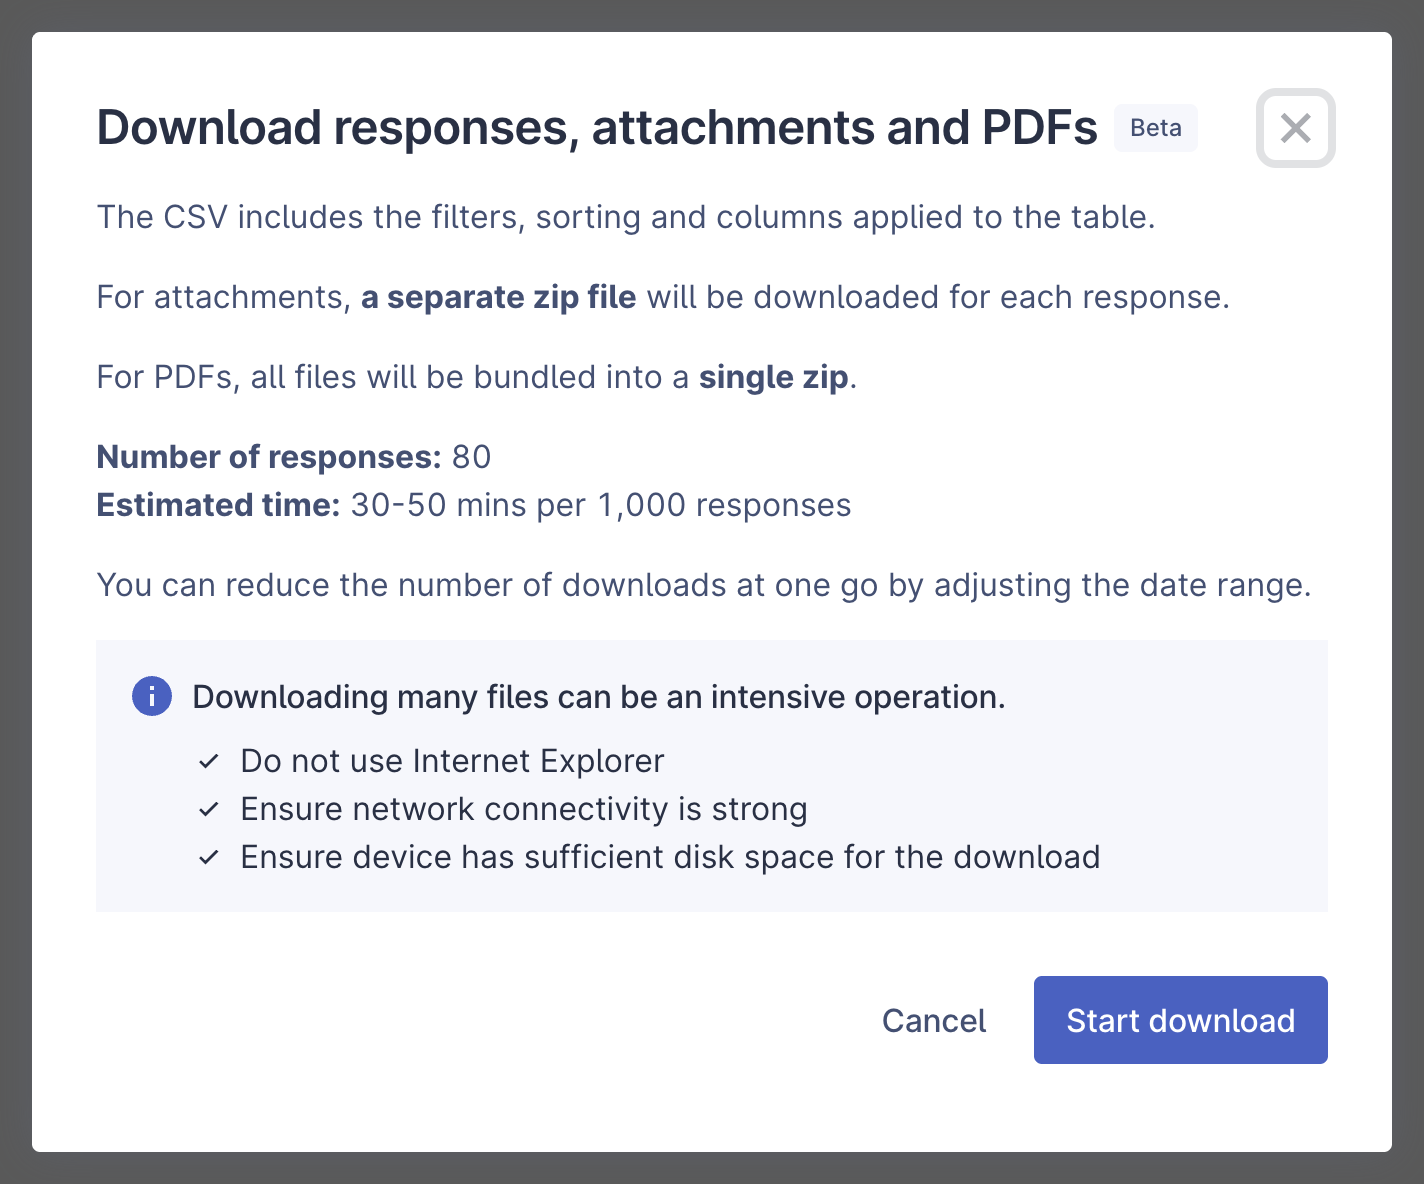 Download responses, attachments and PDFs Beta
The CSV includes the filters, sorting and columns applied to the table.
For attachments, a separate zip file will be downloaded for each response.
For PDFs, all files will be bundled into a single zip.
Number of responses: 80
Estimated time: 30-50 mins per 1,000 responses
You can reduce the number of downloads at one go by adjusting the date range.
Downloading many files can be an intensive operation.
Do not use Internet Explorer
Ensure network connectivity is strong
Ensure device has sufficient disk space for the download
Cancel Start download